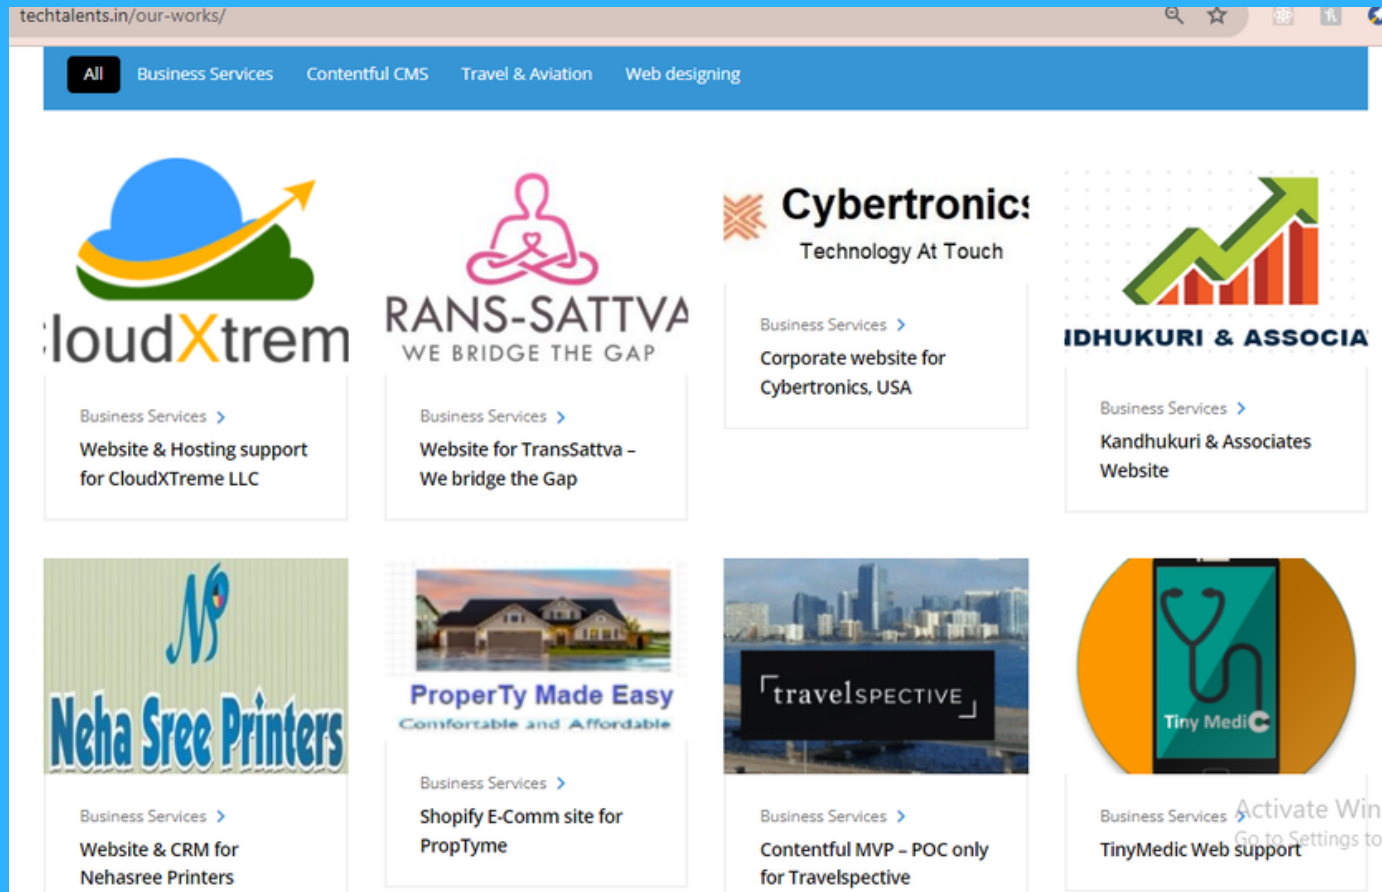 techtalents.in/our-works/
All Business Services Contentful CMS Travel & Aviation Web designing
loudXtrem
RANS-SATTVA
WE BRIDGE THE GAP
Cybertronics
Technology At Touch
NDHUKURI & ASSOCIA
Business Services
Website & Hosting support
for CloudXTreme LLC
Business Services
Website for TransSattva –
We bridge the Gap
Business Services
Corporate website for
Cybertronics, USA
Business Services
Kandhukuri & Associates
Website
Neha Sree Printers
ProperTy Made Easy
Comfortable and Affordable
travelSPECTIVE
Tiny MediC
Business Services
Website & CRM for
Nehasree Printers
Business Services
Shopify E-Comm site for
PropTyme
Business Services
Contentful MVP – POC only
for Travelspective
Business Services
TinyMedic Web support
Activate Win
Go to Settings to